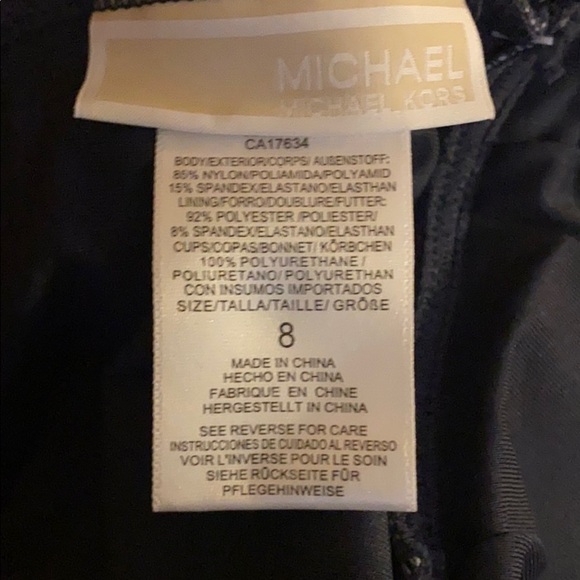 MICHAEL
MICHAEL KORS
CA17634
BODY/EXTERIOR/CORPS/ AUßENSTOFF:
85% NYLON/POLIAMIDA/POLYAMID
15% SPANDEX/ELASTANO/ELASTHAN
LINING/FORRO/DOUBLURE/FUTTER:
92% POLYESTER /POLIESTER/
8% SPANDEX/ELASTANO/ELASTHAN
CUPS/COPAS/BONNET/ KÖRBCHEN
100% POLYURETHANE /
POLIURETANO/ POLYURETHAN
CON INSUMOS IMPORTADOS
SIZE/TALLA/TAILLE/ GRÖßE
8
MADE IN CHINA
HECHO EN CHINA
FABRIQUE EN CHINE
HERGESTELLT IN CHINA
SEE REVERSE FOR CARE
INSTRUCCIONES DE CUIDADO AL REVERSO
VOIR L'INVERSE POUR LE SOIN
SIEHE RÜCKSEITE FÜR
PFLEGEHINWEISE